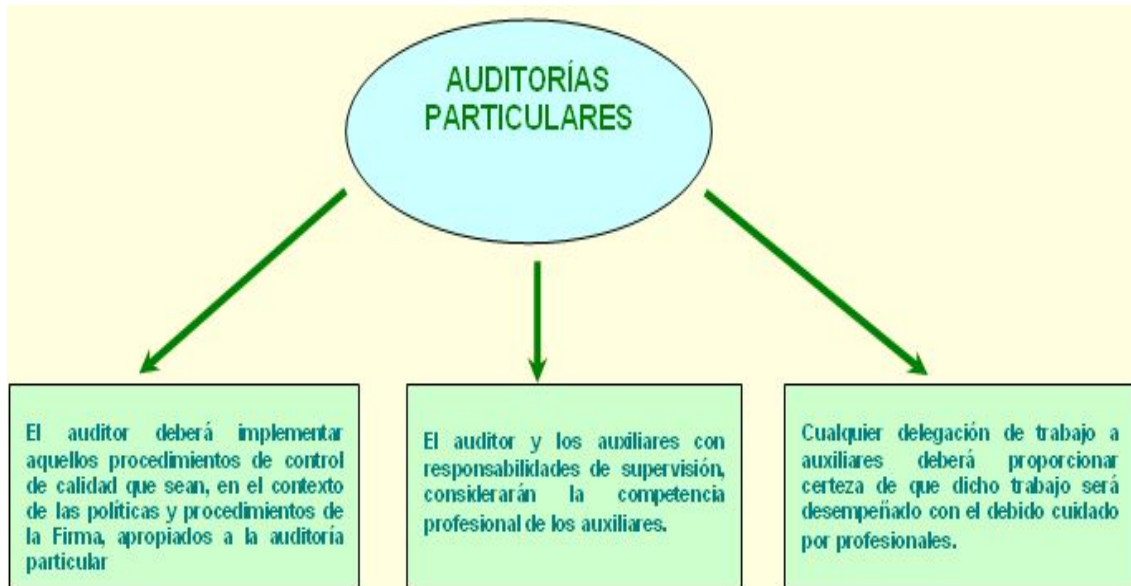 AUDITORÍAS
PARTICULARES
El auditor deberá implementar
aquellos procedimientos de control
de calidad que sean, en el contexto
de las políticas y procedimientos de
la Firma, apropiados a la auditoría
particular
El auditor y los auxiliares con
responsabilidades de supervisión,
considerarán la competencia
profesional de los auxiliares.
Cualquier delegación de trabajo a
auxiliares deberá proporcionar
certeza de que dicho trabajo será
desempeñado con el debido cuidado
por profesionales.